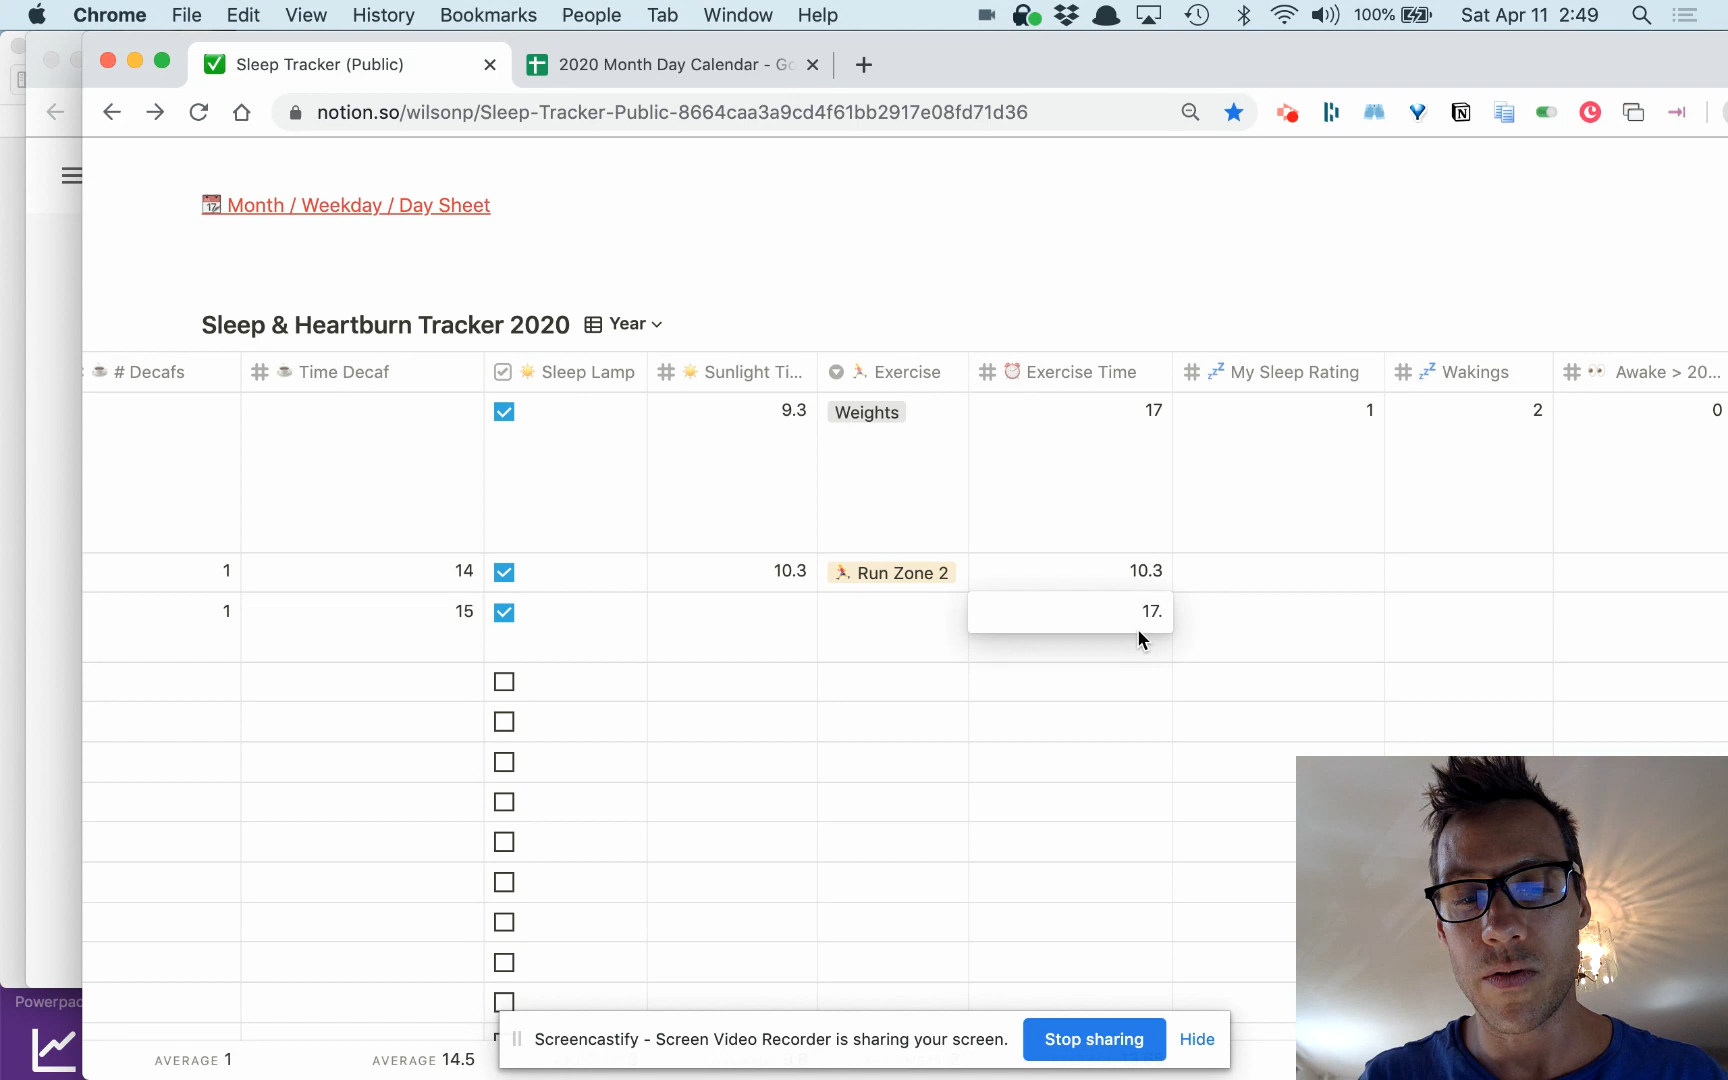 Chrome File Edit View History Bookmarks People Tab Window Help 100% Sat Apr 11 2:49
Sleep Tracker (Public) 2020 Month Day Calendar - Go
notion.so/wilsonp/Sleep-Tracker-Public-8664caa3a9cd4f61bb2917e08fd71d36
17 Month / Weekday / Day Sheet
Sleep & Heartburn Tracker 2020 Year
# Decafs # Time Decaf Sleep Lamp # Sunlight Ti... Exercise # Exercise Time # My Sleep Rating # Wakings # Awake > 20...
9.3 Weights 17 1 2 0
1 14 10.3 Run Zone 2 10.3
1 15 17.
Powerpac
Screencastify - Screen Video Recorder is sharing your screen. Stop sharing Hide
AVERAGE 1 AVERAGE 14.5